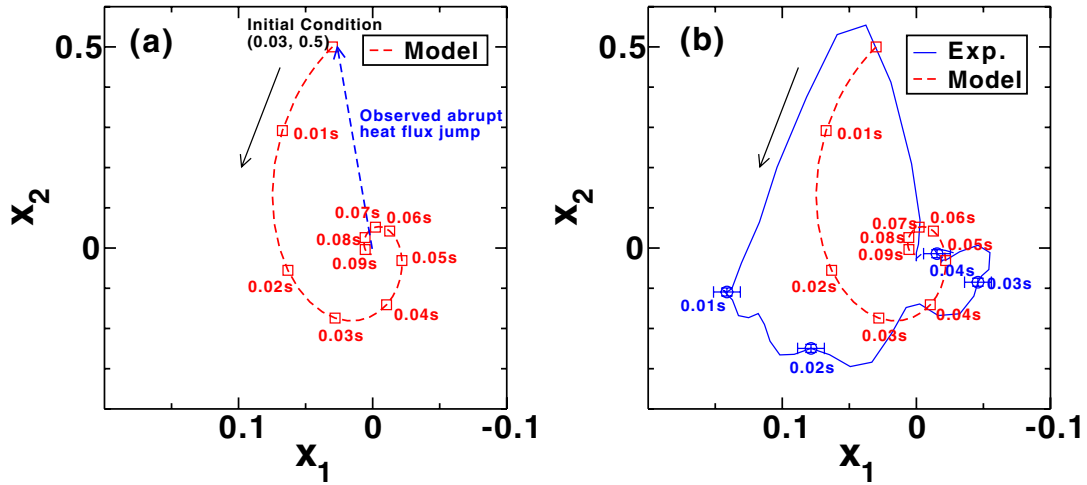 Initial Condition
(0.03, 0.5)
(a)
Model
Observed abrupt
heat flux jump
0.01s
0.02s
0.03s
0.04s
0.05s
0.06s
0.07s
0.08s
0.09s
0.5
0
x2
0.1
0
-0.1
x1
(b)
Exp.
Model
0.01s
0.02s
0.03s
0.04s
0.05s
0.06s
0.07s
0.08s
0.09s
0.01s
0.02s
0.03s
0.04s
0.5
0
x2
0.1
0
-0.1
x1